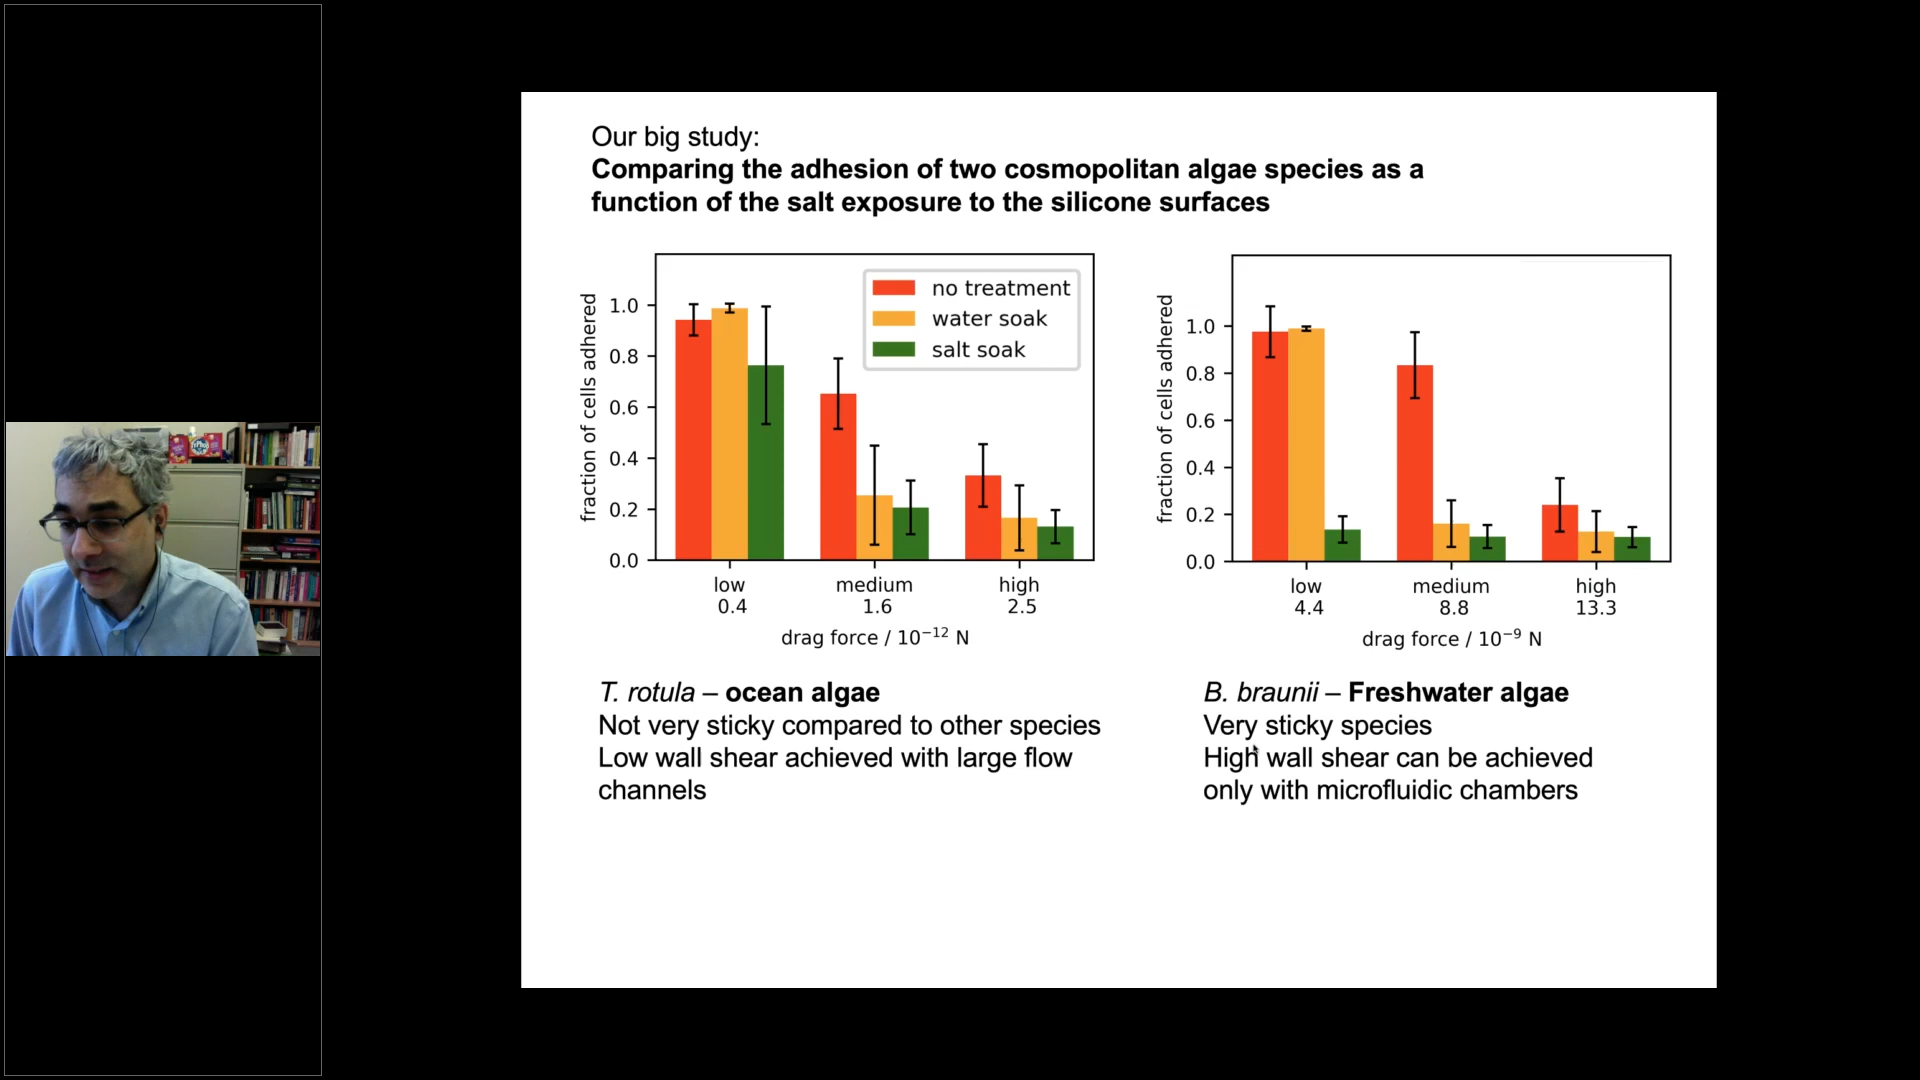 Our big study:
Comparing the adhesion of two cosmopolitan algae species as a
function of the salt exposure to the silicone surfaces
fraction of cells adhered
1.0
0.8
0.6
0.4
0.2
0.0
no treatment
water soak
salt soak
low
0.4
medium
1.6
high
2.5
drag force / 10⁻¹² N
fraction of cells adhered
1.0
0.8
0.6
0.4
0.2
0.0
low
4.4
medium
8.8
high
13.3
drag force / 10⁻⁹ N
T. rotula – ocean algae
Not very sticky compared to other species
Low wall shear achieved with large flow
channels
B. braunii – Freshwater algae
Very sticky species
High wall shear can be achieved
only with microfluidic chambers